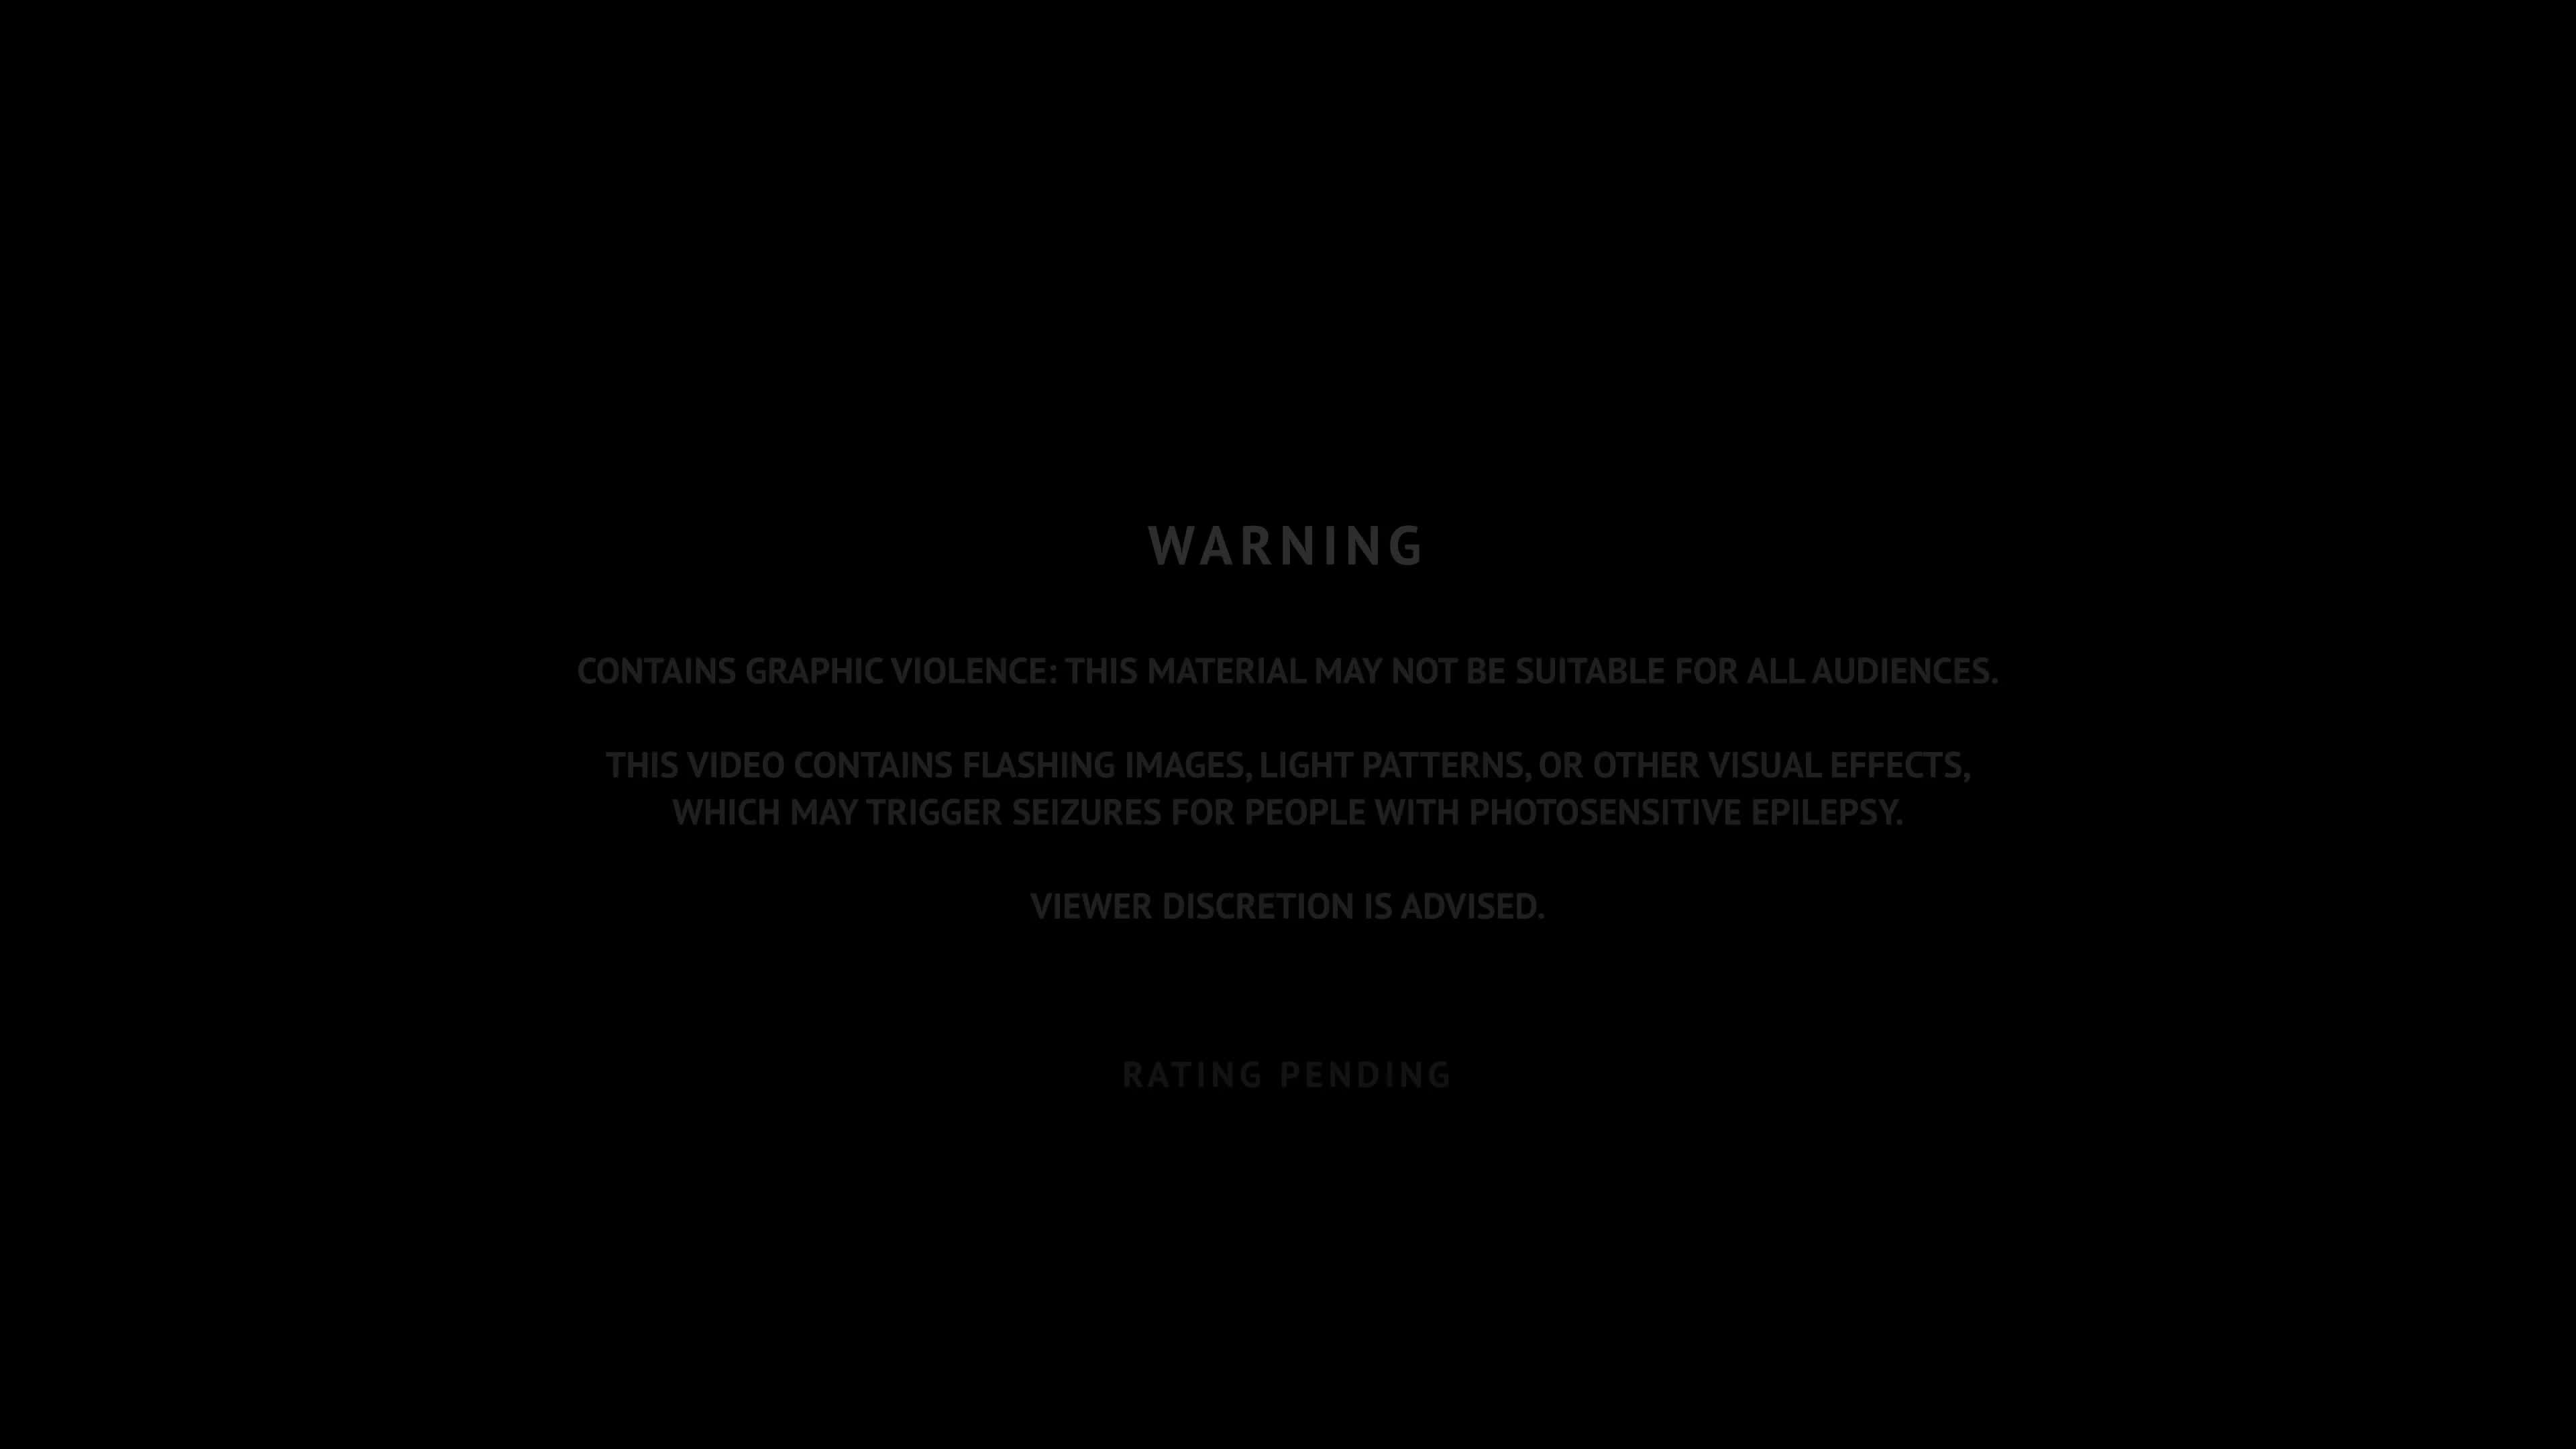 WARNING
CONTAINS GRAPHIC VIOLENCE: THIS MATERIAL MAY NOT BE SUITABLE FOR ALL AUDIENCES.
THIS VIDEO CONTAINS FLASHING IMAGES, LIGHT PATTERNS, OR OTHER VISUAL EFFECTS,
WHICH MAY TRIGGER SEIZURES FOR PEOPLE WITH PHOTOSENSITIVE EPILEPSY.
VIEWER DISCRETION IS ADVISED.
RATING PENDING